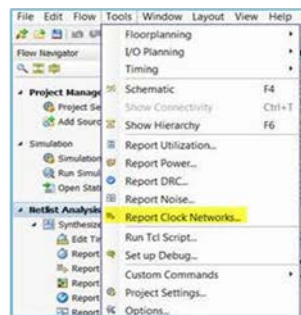 File Edit Flow Tools Window Layout View Help
Flow Navigator
Project Manag
Project Se
Add Sourc
Simulation
Simulation
Run Simul
Open Stat
Netlist Analysis
Synthesize
Edit Ti
Report
Report
Report
Report
Report
Floorplanning
I/O Planning
Timing
Schematic F4
Show Connectivity Ctrl+T
Show Hierarchy F6
Report Utilization...
Report Power...
Report DRC...
Report Noise...
Report Clock Networks...
Run Tcl Script...
Set up Debug...
Custom Commands
Project Settings...
Options...